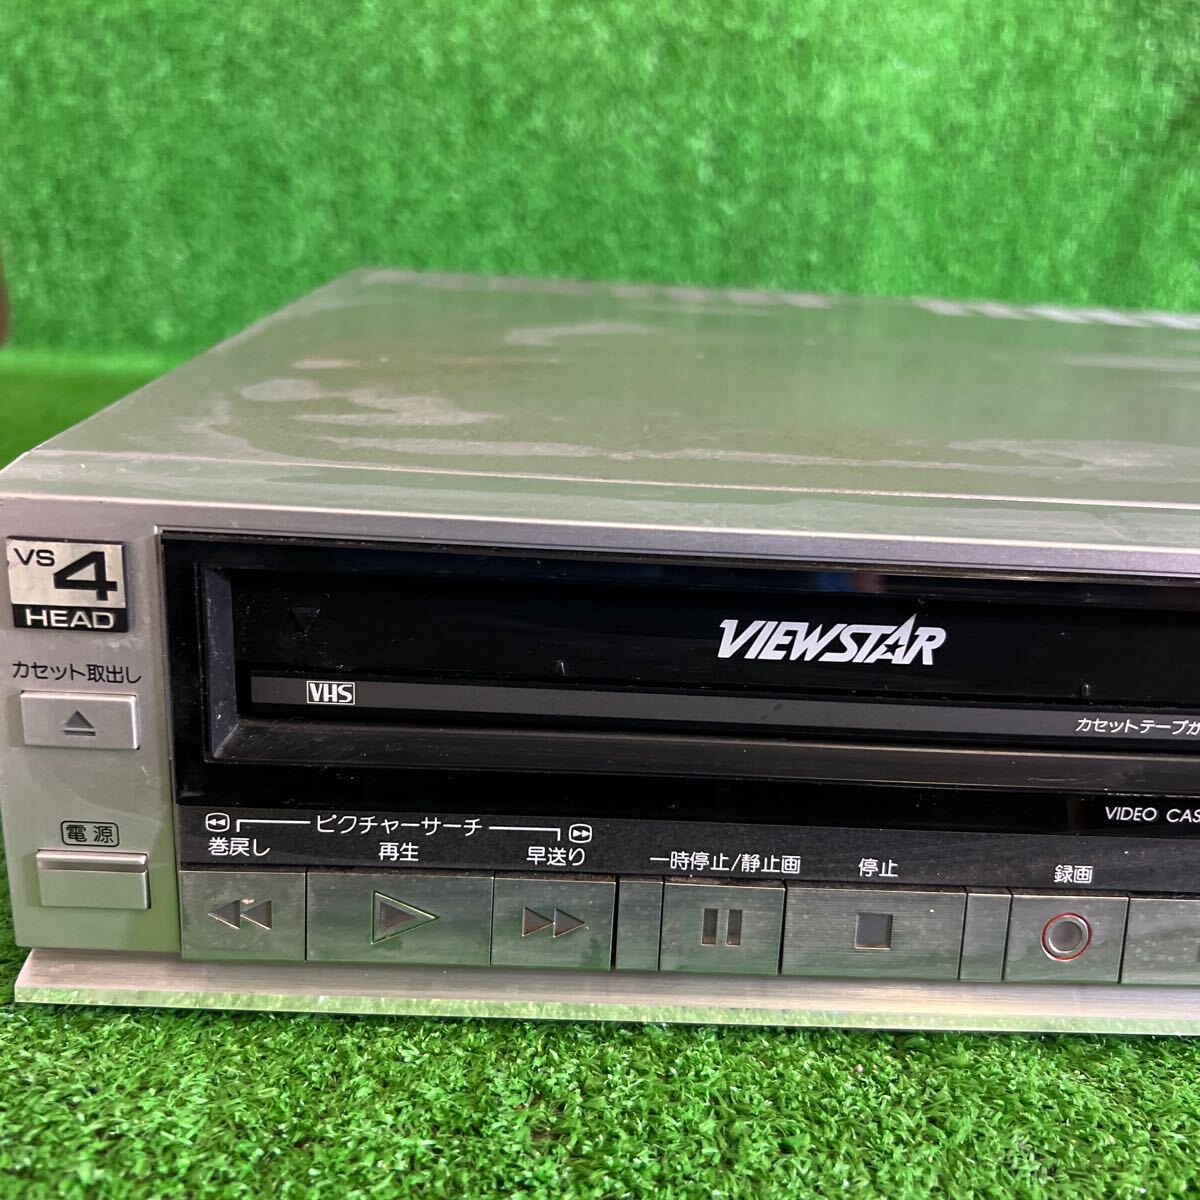 VS 4
HEAD
カセット取出し
VIEWSTAR
VHS
カセットテープが
VIDEO CAS
電源
ピクチャーサーチ
巻戻し
再生
早送り
一時停止/静止画
停止
録画